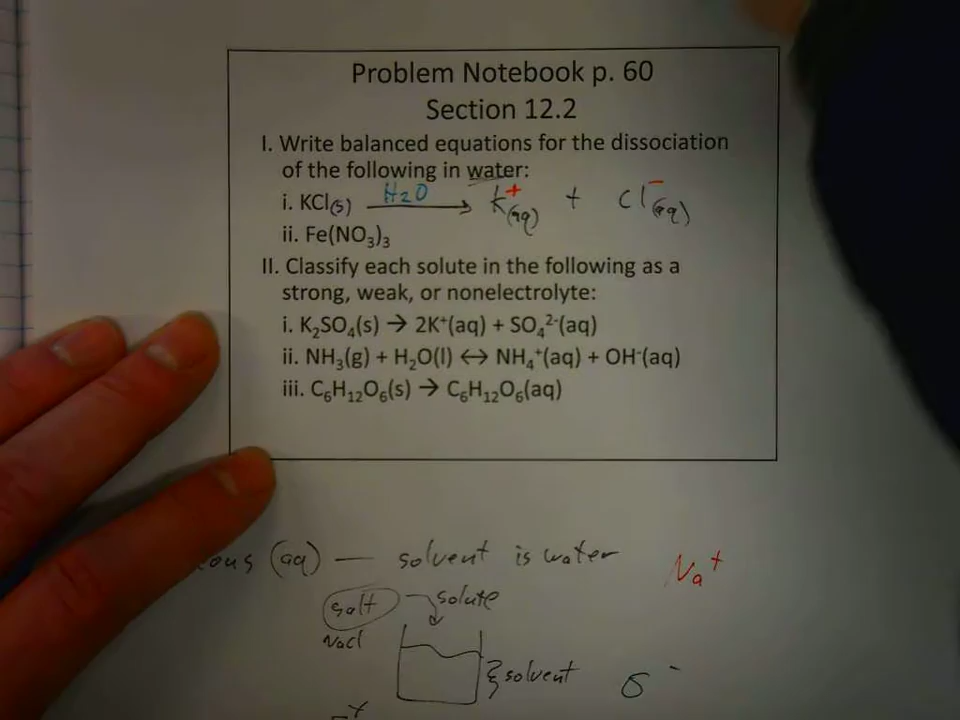 Problem Notebook p. 60
Section 12.2
I. Write balanced equations for the dissociation
of the following in water:
i. KCl(s) H2O → K⁺(aq) + Cl⁻(aq)
ii. Fe(NO₃)₃
II. Classify each solute in the following as a
strong, weak, or nonelectrolyte:
i. K₂SO₄(s) → 2K⁺(aq) + SO₄²⁻(aq)
ii. NH₃(g) + H₂O(l) ↔ NH₄⁺(aq) + OH⁻(aq)
iii. C₆H₁₂O₆(s) → C₆H₁₂O₆(aq)
(aq) — solvent is water
Na⁺
salt → solute
NaCl
solvent
δ⁻